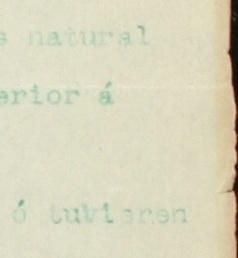 s natural
erior á
ó tuvieren